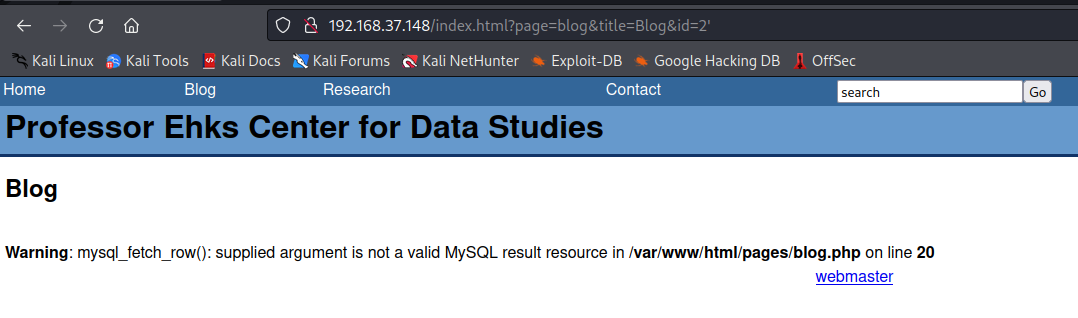 192.168.37.148/index.html?page=blog&title=Blog&id=2'
Kali Linux Kali Tools Kali Docs Kali Forums Kali NetHunter Exploit-DB Google Hacking DB OffSec
Home Blog Research Contact search Go
Professor Ehks Center for Data Studies
Blog
Warning: mysql_fetch_row(): supplied argument is not a valid MySQL result resource in /var/www/html/pages/blog.php on line 20
webmaster